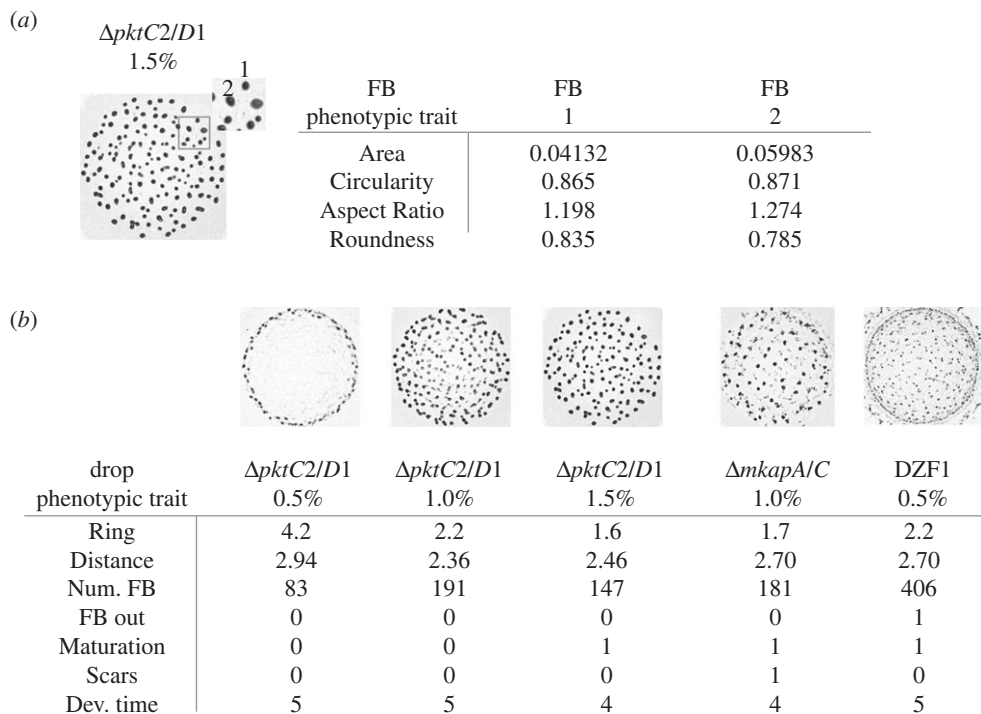 (a)
ΔpktC2/D1
1.5%
1
2
FB FB FB
phenotypic trait 1 2
Area 0.04132 0.05983
Circularity 0.865 0.871
Aspect Ratio 1.198 1.274
Roundness 0.835 0.785
(b)
drop ΔpktC2/D1 ΔpktC2/D1 ΔpktC2/D1 ΔmkapA/C DZF1
phenotypic trait 0.5% 1.0% 1.5% 1.0% 0.5%
Ring 4.2 2.2 1.6 1.7 2.2
Distance 2.94 2.36 2.46 2.70 2.70
Num. FB 83 191 147 181 406
FB out 0 0 0 0 1
Maturation 0 0 1 1 1
Scars 0 0 0 1 0
Dev. time 5 5 4 4 5